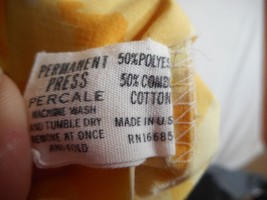 PERMANENT
PRESS
PERCALE
MACHINE WASH
AND TUMBLE DRY
REMOVE AT ONCE
AND FOLD
50% POLYES
50% COMB
COTTON
MADE IN U.S
RN16685